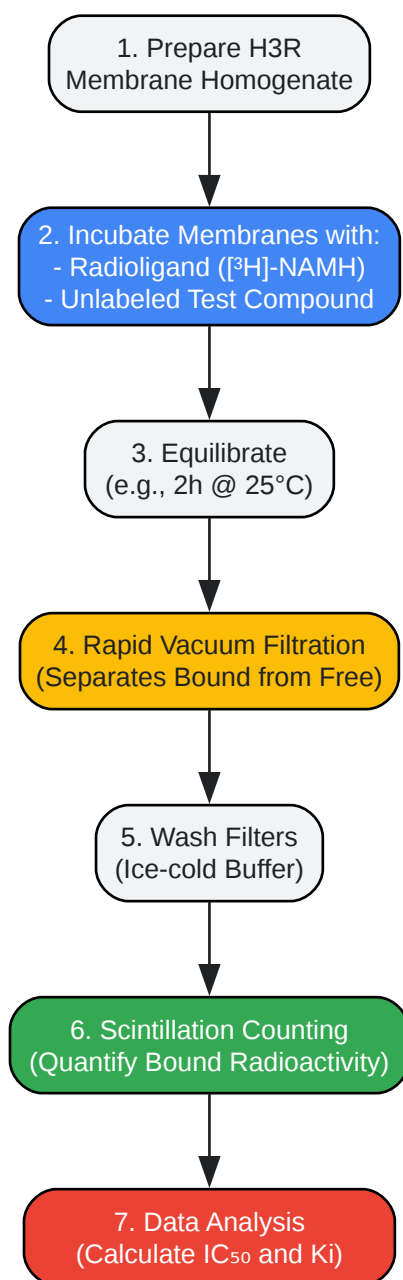 1. Prepare H3R
Membrane Homogenate
2. Incubate Membranes with:
- Radioligand ([³H]-NAMH)
- Unlabeled Test Compound
3. Equilibrate
(e.g., 2h @ 25°C)
4. Rapid Vacuum Filtration
(Separates Bound from Free)
5. Wash Filters
(Ice-cold Buffer)
6. Scintillation Counting
(Quantify Bound Radioactivity)
7. Data Analysis
(Calculate IC₅₀ and Ki)